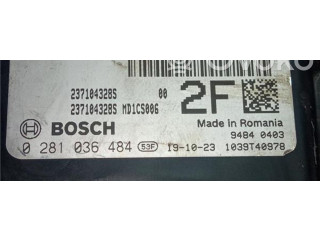 237104328S 00
237104328S MD1CS006
2F
BOSCH
Made in Romania
9484 0403
0 281 036 484 53F 19-10-23 1039T40978